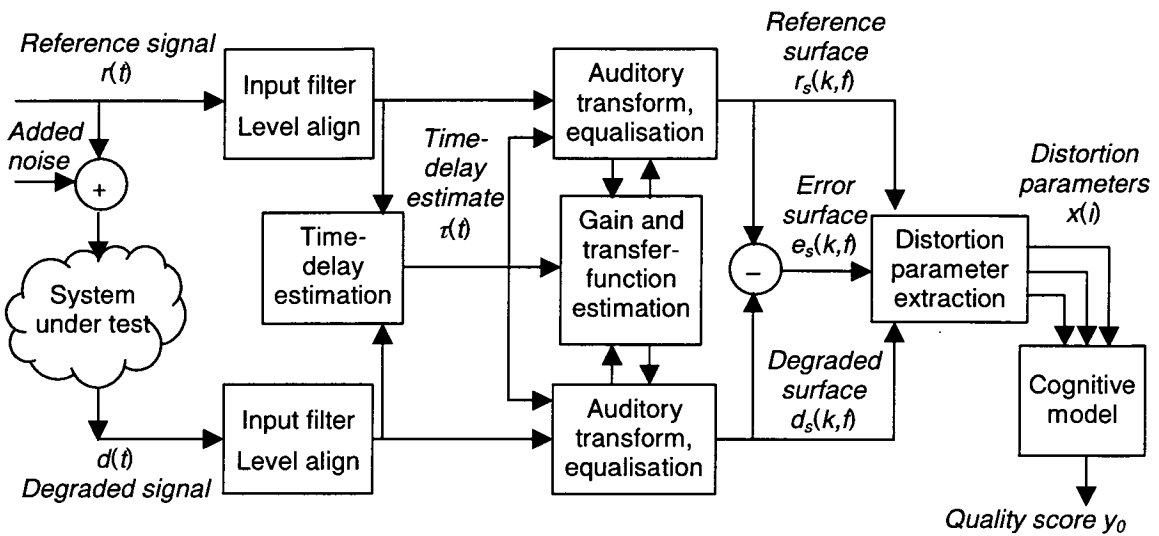 Reference signal
r(t)
Input filter
Level align
Auditory
transform,
equalisation
Reference
surface
r_s(k,t)
Added
noise
+
Time-
delay
estimate
τ(t)
Distortion
parameters
x(i)
Time-
delay
estimation
Gain and
transfer-
function
estimation
Error
surface
e_s(k,t)
−
Distortion
parameter
extraction
System
under test
Degraded
surface
d_s(k,t)
Cognitive
model
Input filter
Level align
Auditory
transform,
equalisation
d(t)
Degraded signal
Quality score y_0